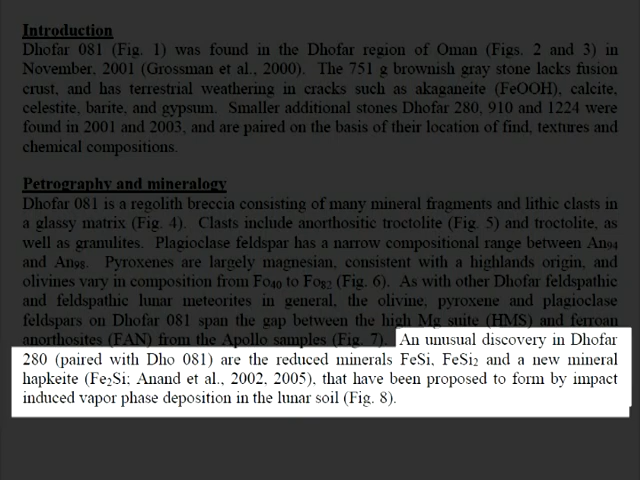 Introduction
Dhofar 081 (Fig. 1) was found in the Dhofar region of Oman (Figs. 2 and 3) in
November, 2001 (Grossman et al., 2000). The 751 g brownish gray stone lacks fusion
crust, and has terrestrial weathering in cracks such as akaganeite (FeOOH), calcite,
celestite, barite, and gypsum. Smaller additional stones Dhofar 280, 910 and 1224 were
found in 2001 and 2003, and are paired on the basis of their location of find, textures and
chemical compositions.
Petrography and mineralogy
Dhofar 081 is a regolith breccia consisting of many mineral fragments and lithic clasts in
a glassy matrix (Fig. 4). Clasts include anorthositic troctolite (Fig. 5) and troctolite, as
well as granulites. Plagioclase feldspar has a narrow compositional range between An₉₄
and An₉₈. Pyroxenes are largely magnesian, consistent with a highlands origin, and
olivines vary in composition from Fo₄₀ to Fo₈₂ (Fig. 6). As with other Dhofar feldspathic
and feldspathic lunar meteorites in general, the olivine, pyroxene and plagioclase
feldspars on Dhofar 081 span the gap between the high Mg suite (HMS) and ferroan
anorthosites (FAN) from the Apollo samples (Fig. 7). An unusual discovery in Dhofar
280 (paired with Dho 081) are the reduced minerals FeSi, FeSi₂ and a new mineral
hapkeite (Fe₂Si; Anand et al., 2002, 2005), that have been proposed to form by impact
induced vapor phase deposition in the lunar soil (Fig. 8).